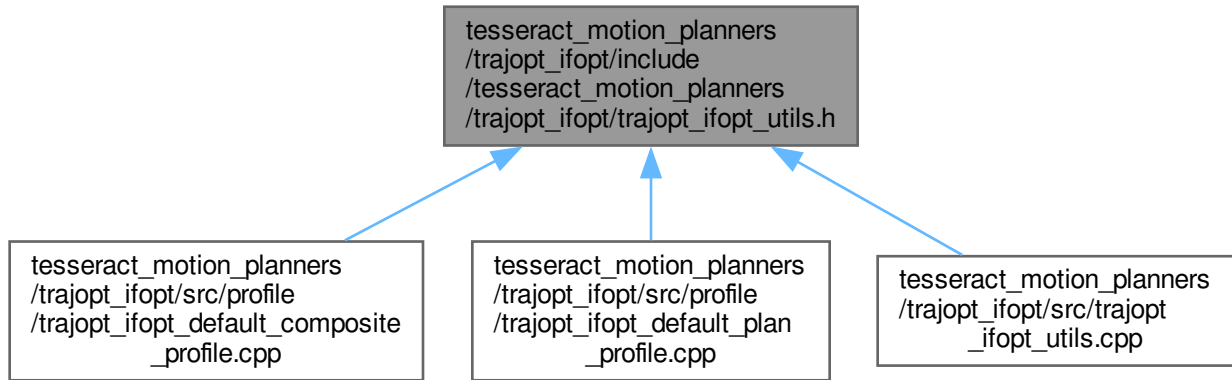 tesseract_motion_planners
/trajopt_ifopt/include
/tesseract_motion_planners
/trajopt_ifopt/trajopt_ifopt_utils.h
tesseract_motion_planners
/trajopt_ifopt/src/profile
/trajopt_ifopt_default_composite
_profile.cpp
tesseract_motion_planners
/trajopt_ifopt/src/profile
/trajopt_ifopt_default_plan
_profile.cpp
tesseract_motion_planners
/trajopt_ifopt/src/trajopt
_ifopt_utils.cpp